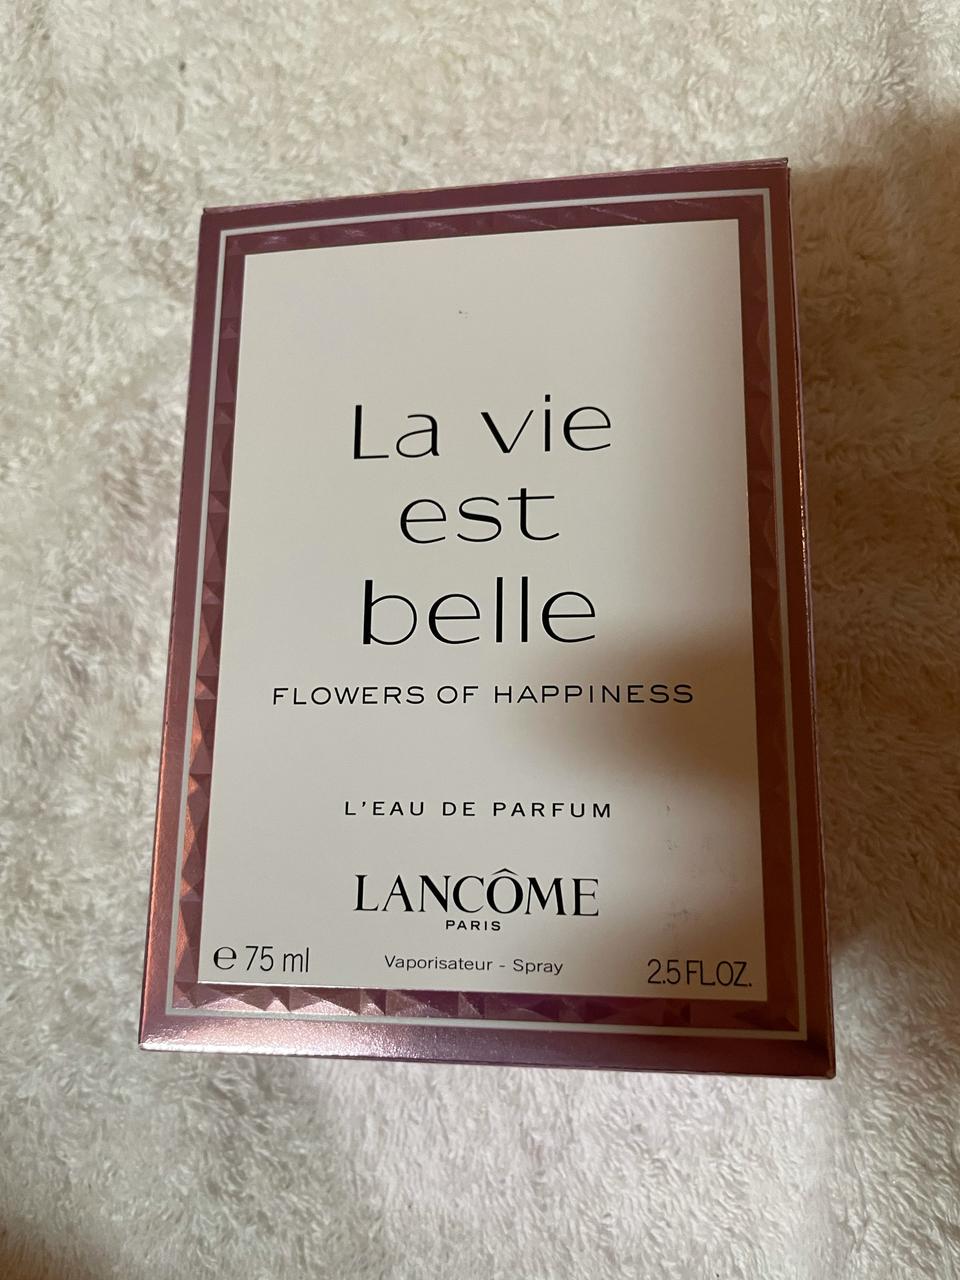 La vie
est
belle
FLOWERS OF HAPPINESS
L'EAU DE PARFUM
LANCÔME
PARIS
℮ 75 ml Vaporisateur - Spray 2.5 FL.OZ.